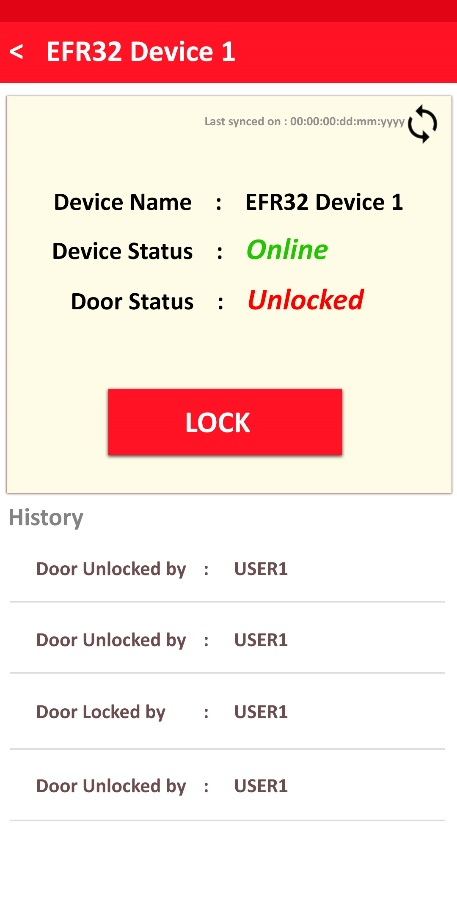 < EFR32 Device 1
Last synced on : 00:00:00:dd:mm:yyyy
Device Name : EFR32 Device 1
Device Status : Online
Door Status : Unlocked
LOCK
History
Door Unlocked by : USER1
Door Unlocked by : USER1
Door Locked by : USER1
Door Unlocked by : USER1